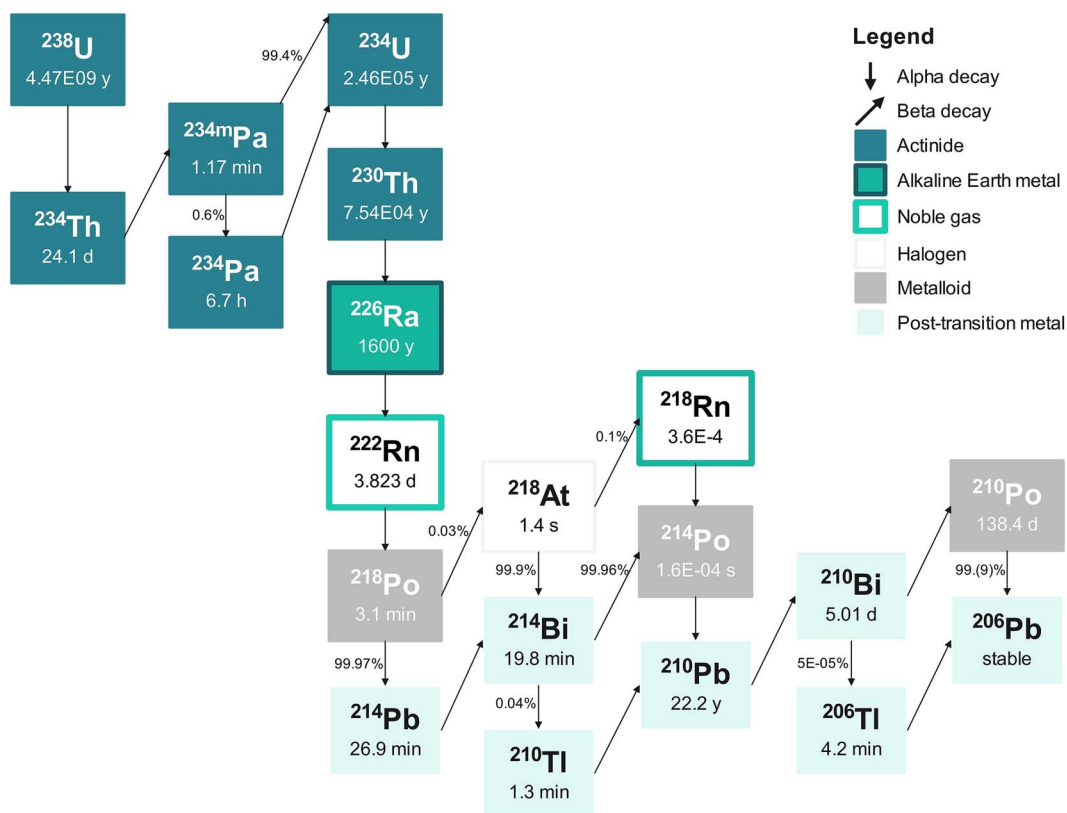 ²³⁸U
4.47E09 y
²³⁴Th
24.1 d
²³⁴ᵐPa
1.17 min
0.6%
²³⁴Pa
6.7 h
99.4%
²³⁴U
2.46E05 y
²³⁰Th
7.54E04 y
²²⁶Ra
1600 y
²²²Rn
3.823 d
²¹⁸Po
3.1 min
99.97%
²¹⁴Pb
26.9 min
0.03%
²¹⁸At
1.4 s
99.9%
²¹⁴Bi
19.8 min
0.04%
²¹⁰Tl
1.3 min
0.1%
²¹⁸Rn
3.6E-4
99.96%
²¹⁴Po
1.6E-04 s
²¹⁰Pb
22.2 y
²¹⁰Bi
5.01 d
5E-05%
²⁰⁶Tl
4.2 min
²¹⁰Po
138.4 d
99.(9)%
²⁰⁶Pb
stable
Legend
Alpha decay
Beta decay
Actinide
Alkaline Earth metal
Noble gas
Halogen
Metalloid
Post-transition metal